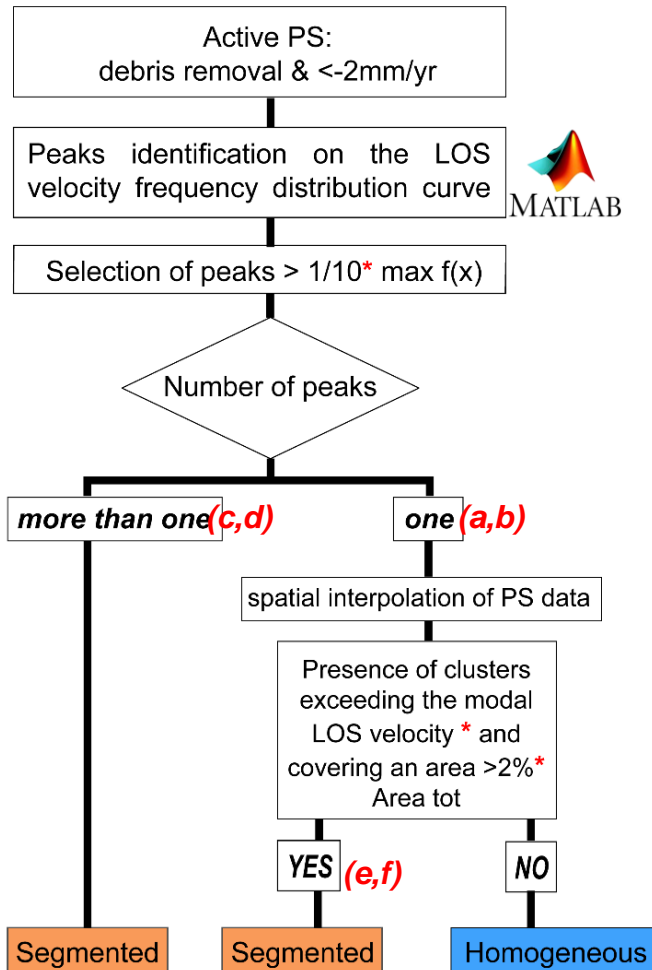 Active PS:
debris removal & <-2mm/yr
Peaks identification on the LOS
velocity frequency distribution curve
MATLAB
Selection of peaks > 1/10* max f(x)
Number of peaks
more than one (c,d)
one (a,b)
spatial interpolation of PS data
Presence of clusters
exceeding the modal
LOS velocity * and
covering an area >2%*
Area tot
YES (e,f)
NO
Segmented
Segmented
Homogeneous